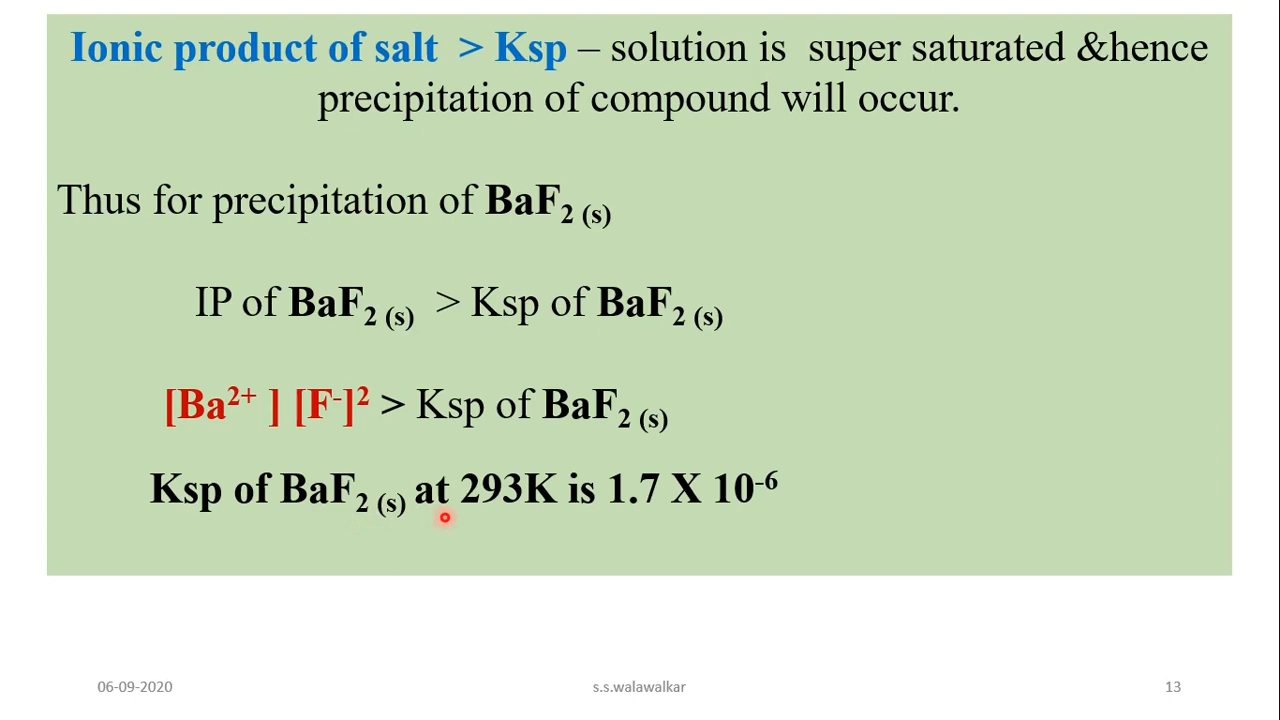 Ionic product of salt > Ksp – solution is super saturated &hence
precipitation of compound will occur.
Thus for precipitation of BaF2 (s)
IP of BaF2 (s) > Ksp of BaF2 (s)
[Ba2+ ] [F-]2 > Ksp of BaF2 (s)
Ksp of BaF2 (s) at 293K is 1.7 X 10-6
06-09-2020
s.s.walawalkar
13